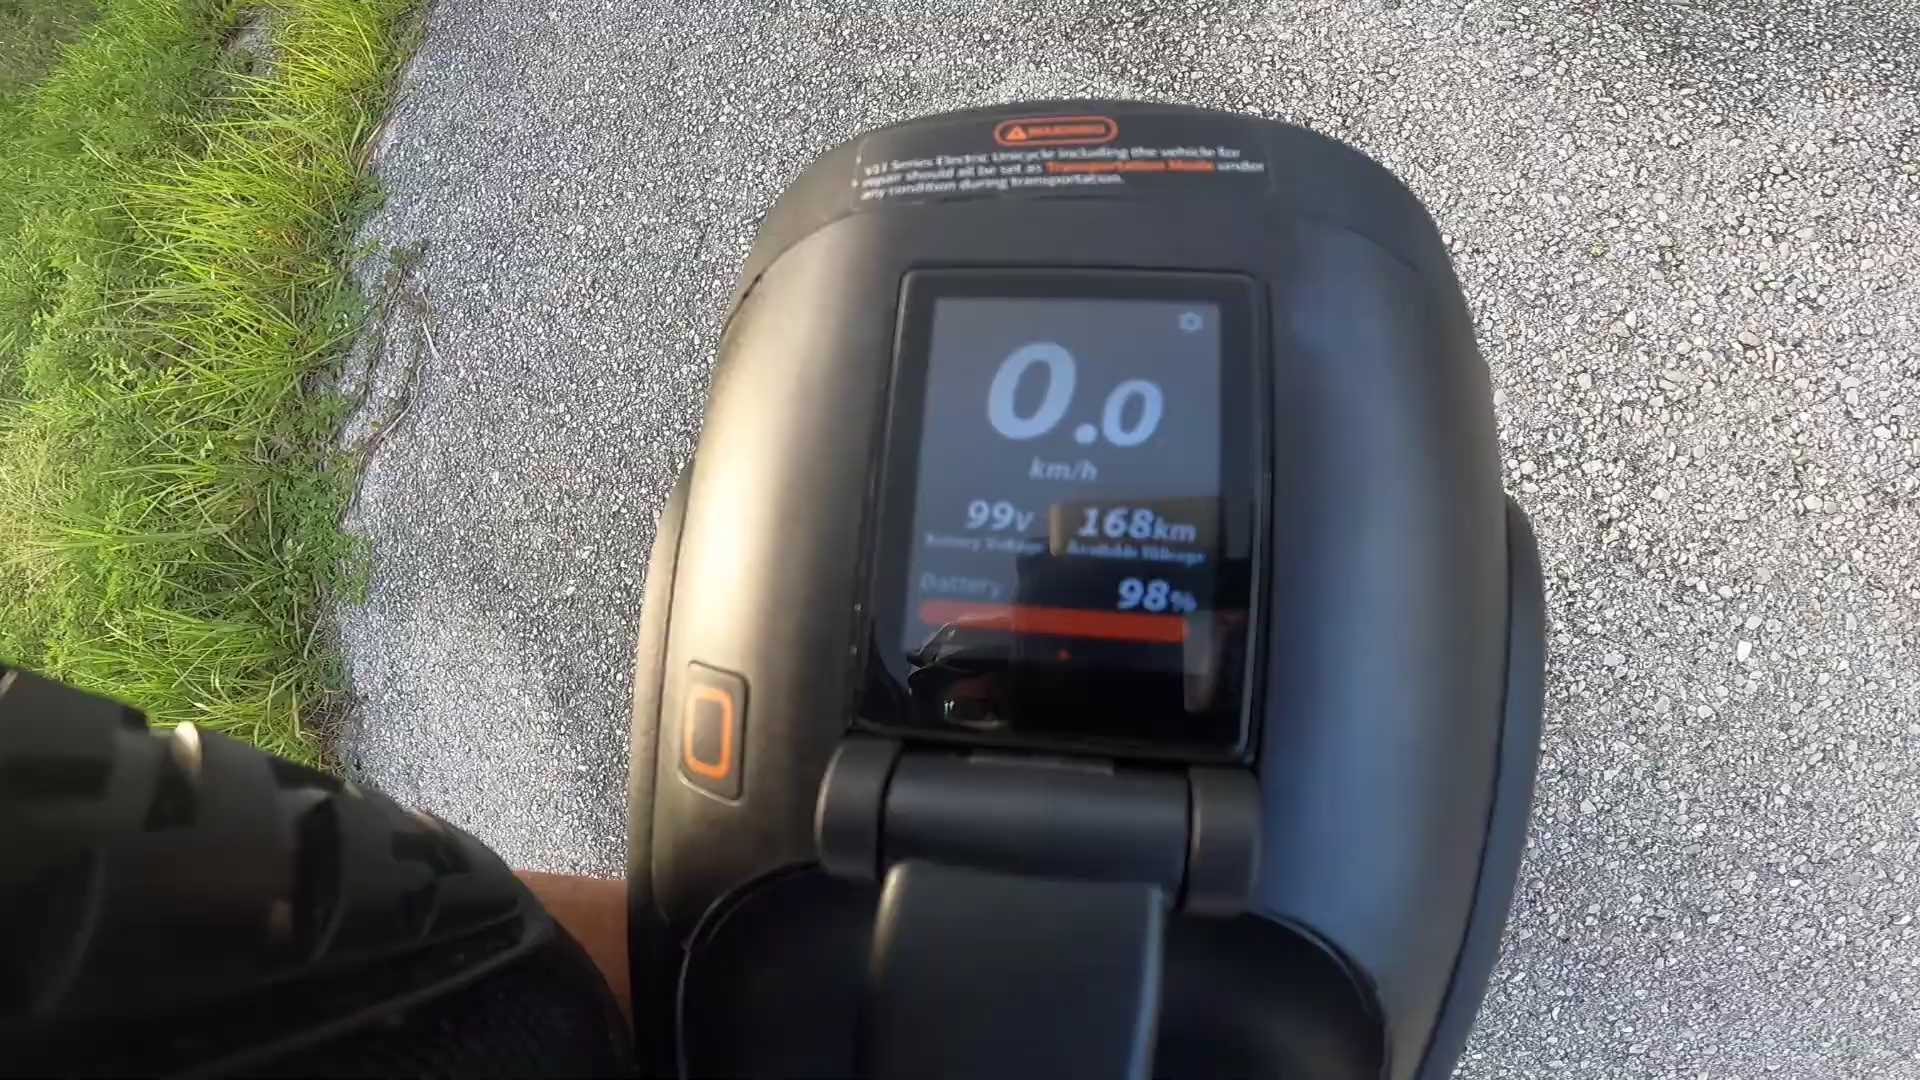 WARNING
Series Electric Unicycle including the vehicle for
repair should all be set as Transportation Mode under
any condition during transportation.
0.0
km/h
99V 168km
Battery Voltage Available Mileage
Battery 98%